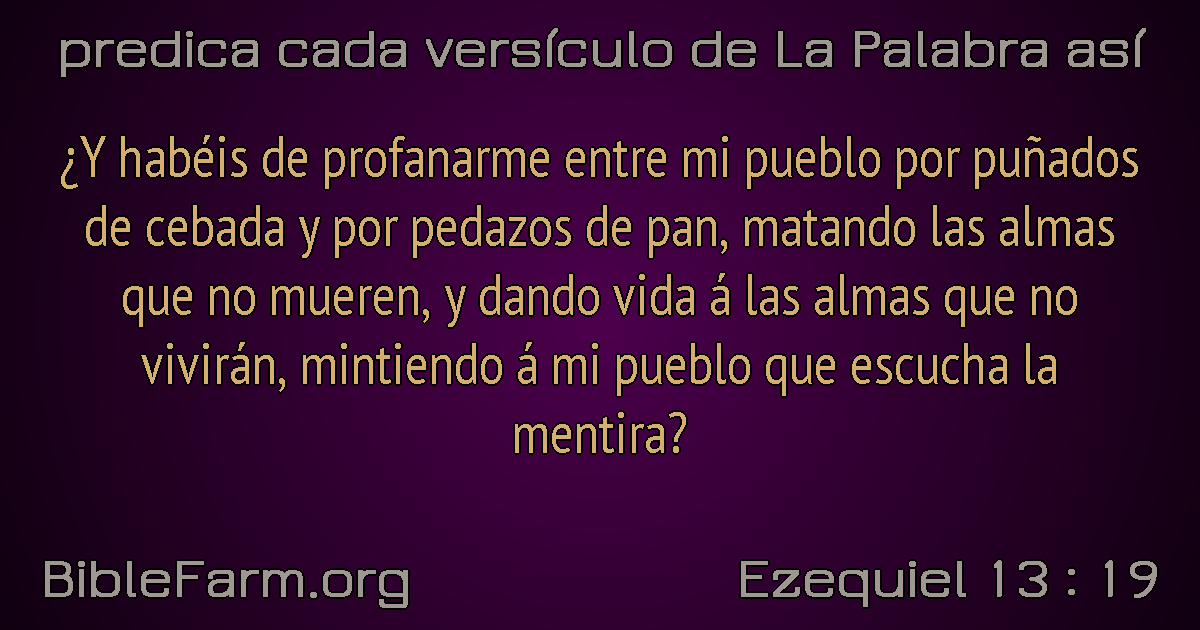 predica cada versículo de La Palabra así
¿Y habéis de profanarme entre mi pueblo por puñados
de cebada y por pedazos de pan, matando las almas
que no mueren, y dando vida á las almas que no
vivirán, mintiendo á mi pueblo que escucha la
mentira?
BibleFarm.org
Ezequiel 13 : 19